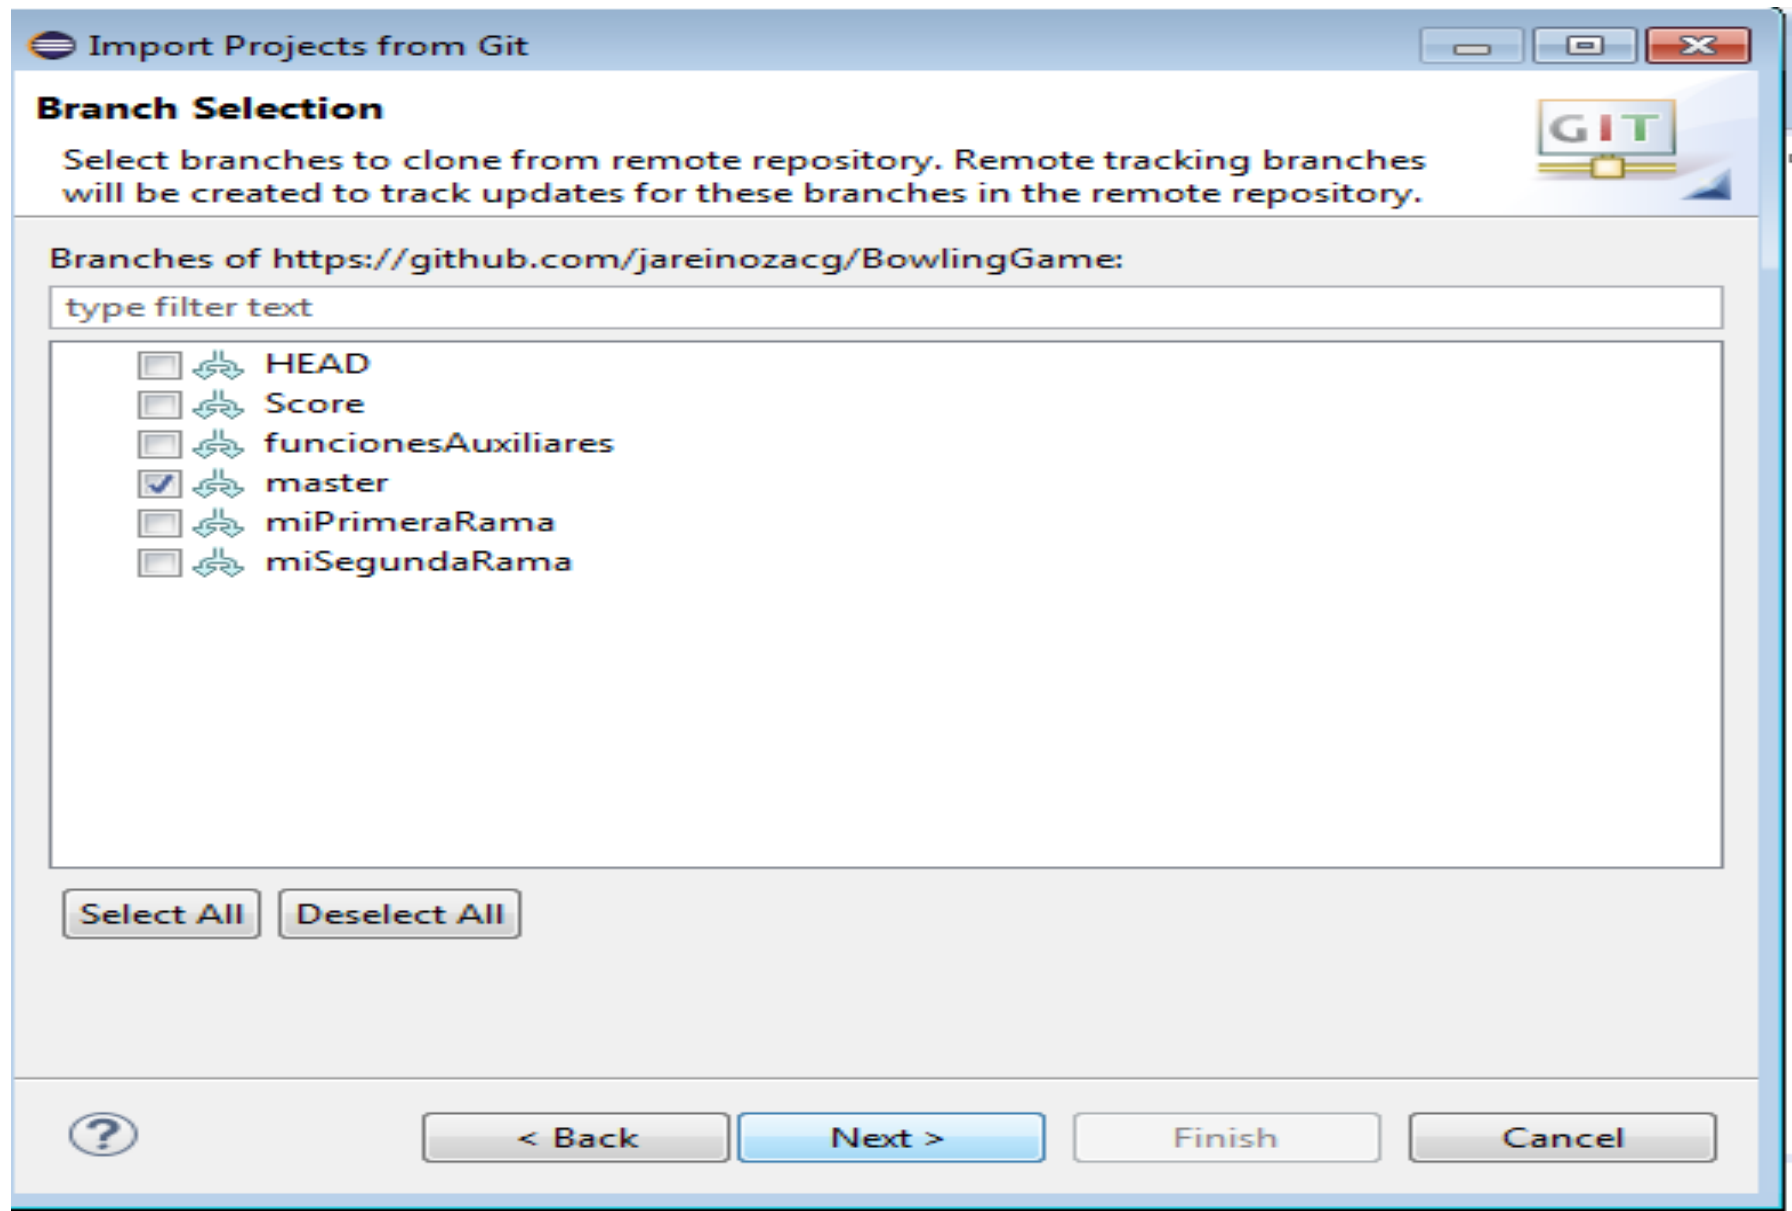 Import Projects from Git
Branch Selection
GIT
Select branches to clone from remote repository. Remote tracking branches
will be created to track updates for these branches in the remote repository.
Branches of https://github.com/jareinozacg/BowlingGame:
type filter text
HEAD
Score
funcionesAuxiliares
master
miPrimeraRama
miSegundaRama
Select All Deselect All
? < Back Next > Finish Cancel